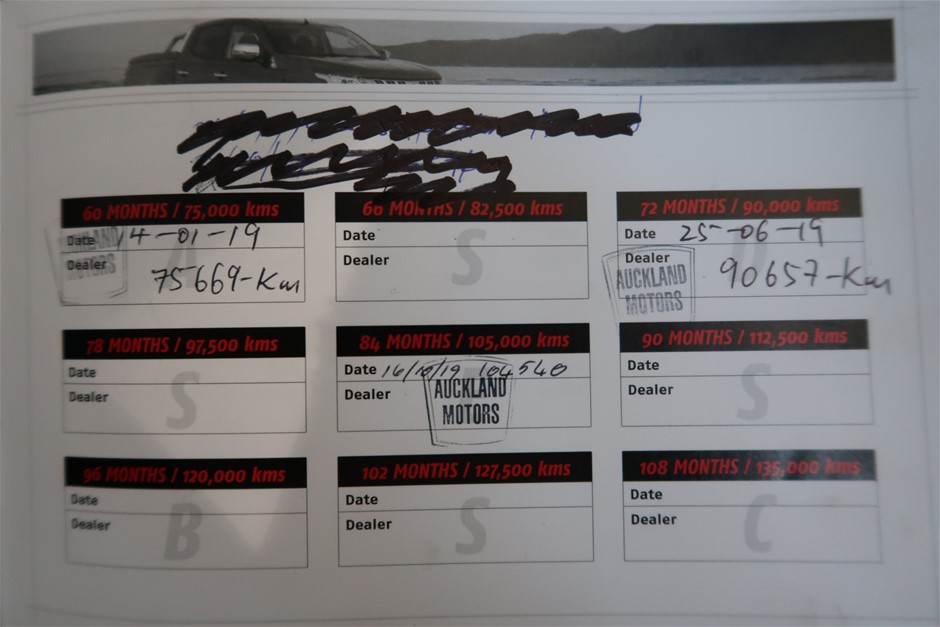 60 MONTHS / 75,000 kms
Date 14-01-19
Dealer
75669-Km
AUCKLAND
MOTORS
A
66 MONTHS / 82,500 kms
Date
Dealer
S
72 MONTHS / 90,000 kms
Date 25-06-19
Dealer
90657-Km
AUCKLAND
MOTORS
78 MONTHS / 97,500 kms
Date
Dealer
S
84 MONTHS / 105,000 kms
Date 16/10/19 104540
Dealer
AUCKLAND
MOTORS
90 MONTHS / 112,500 kms
Date
Dealer
S
96 MONTHS / 120,000 kms
Date
Dealer
B
102 MONTHS / 127,500 kms
Date
Dealer
S
108 MONTHS / 135,000 kms
Date
Dealer
C